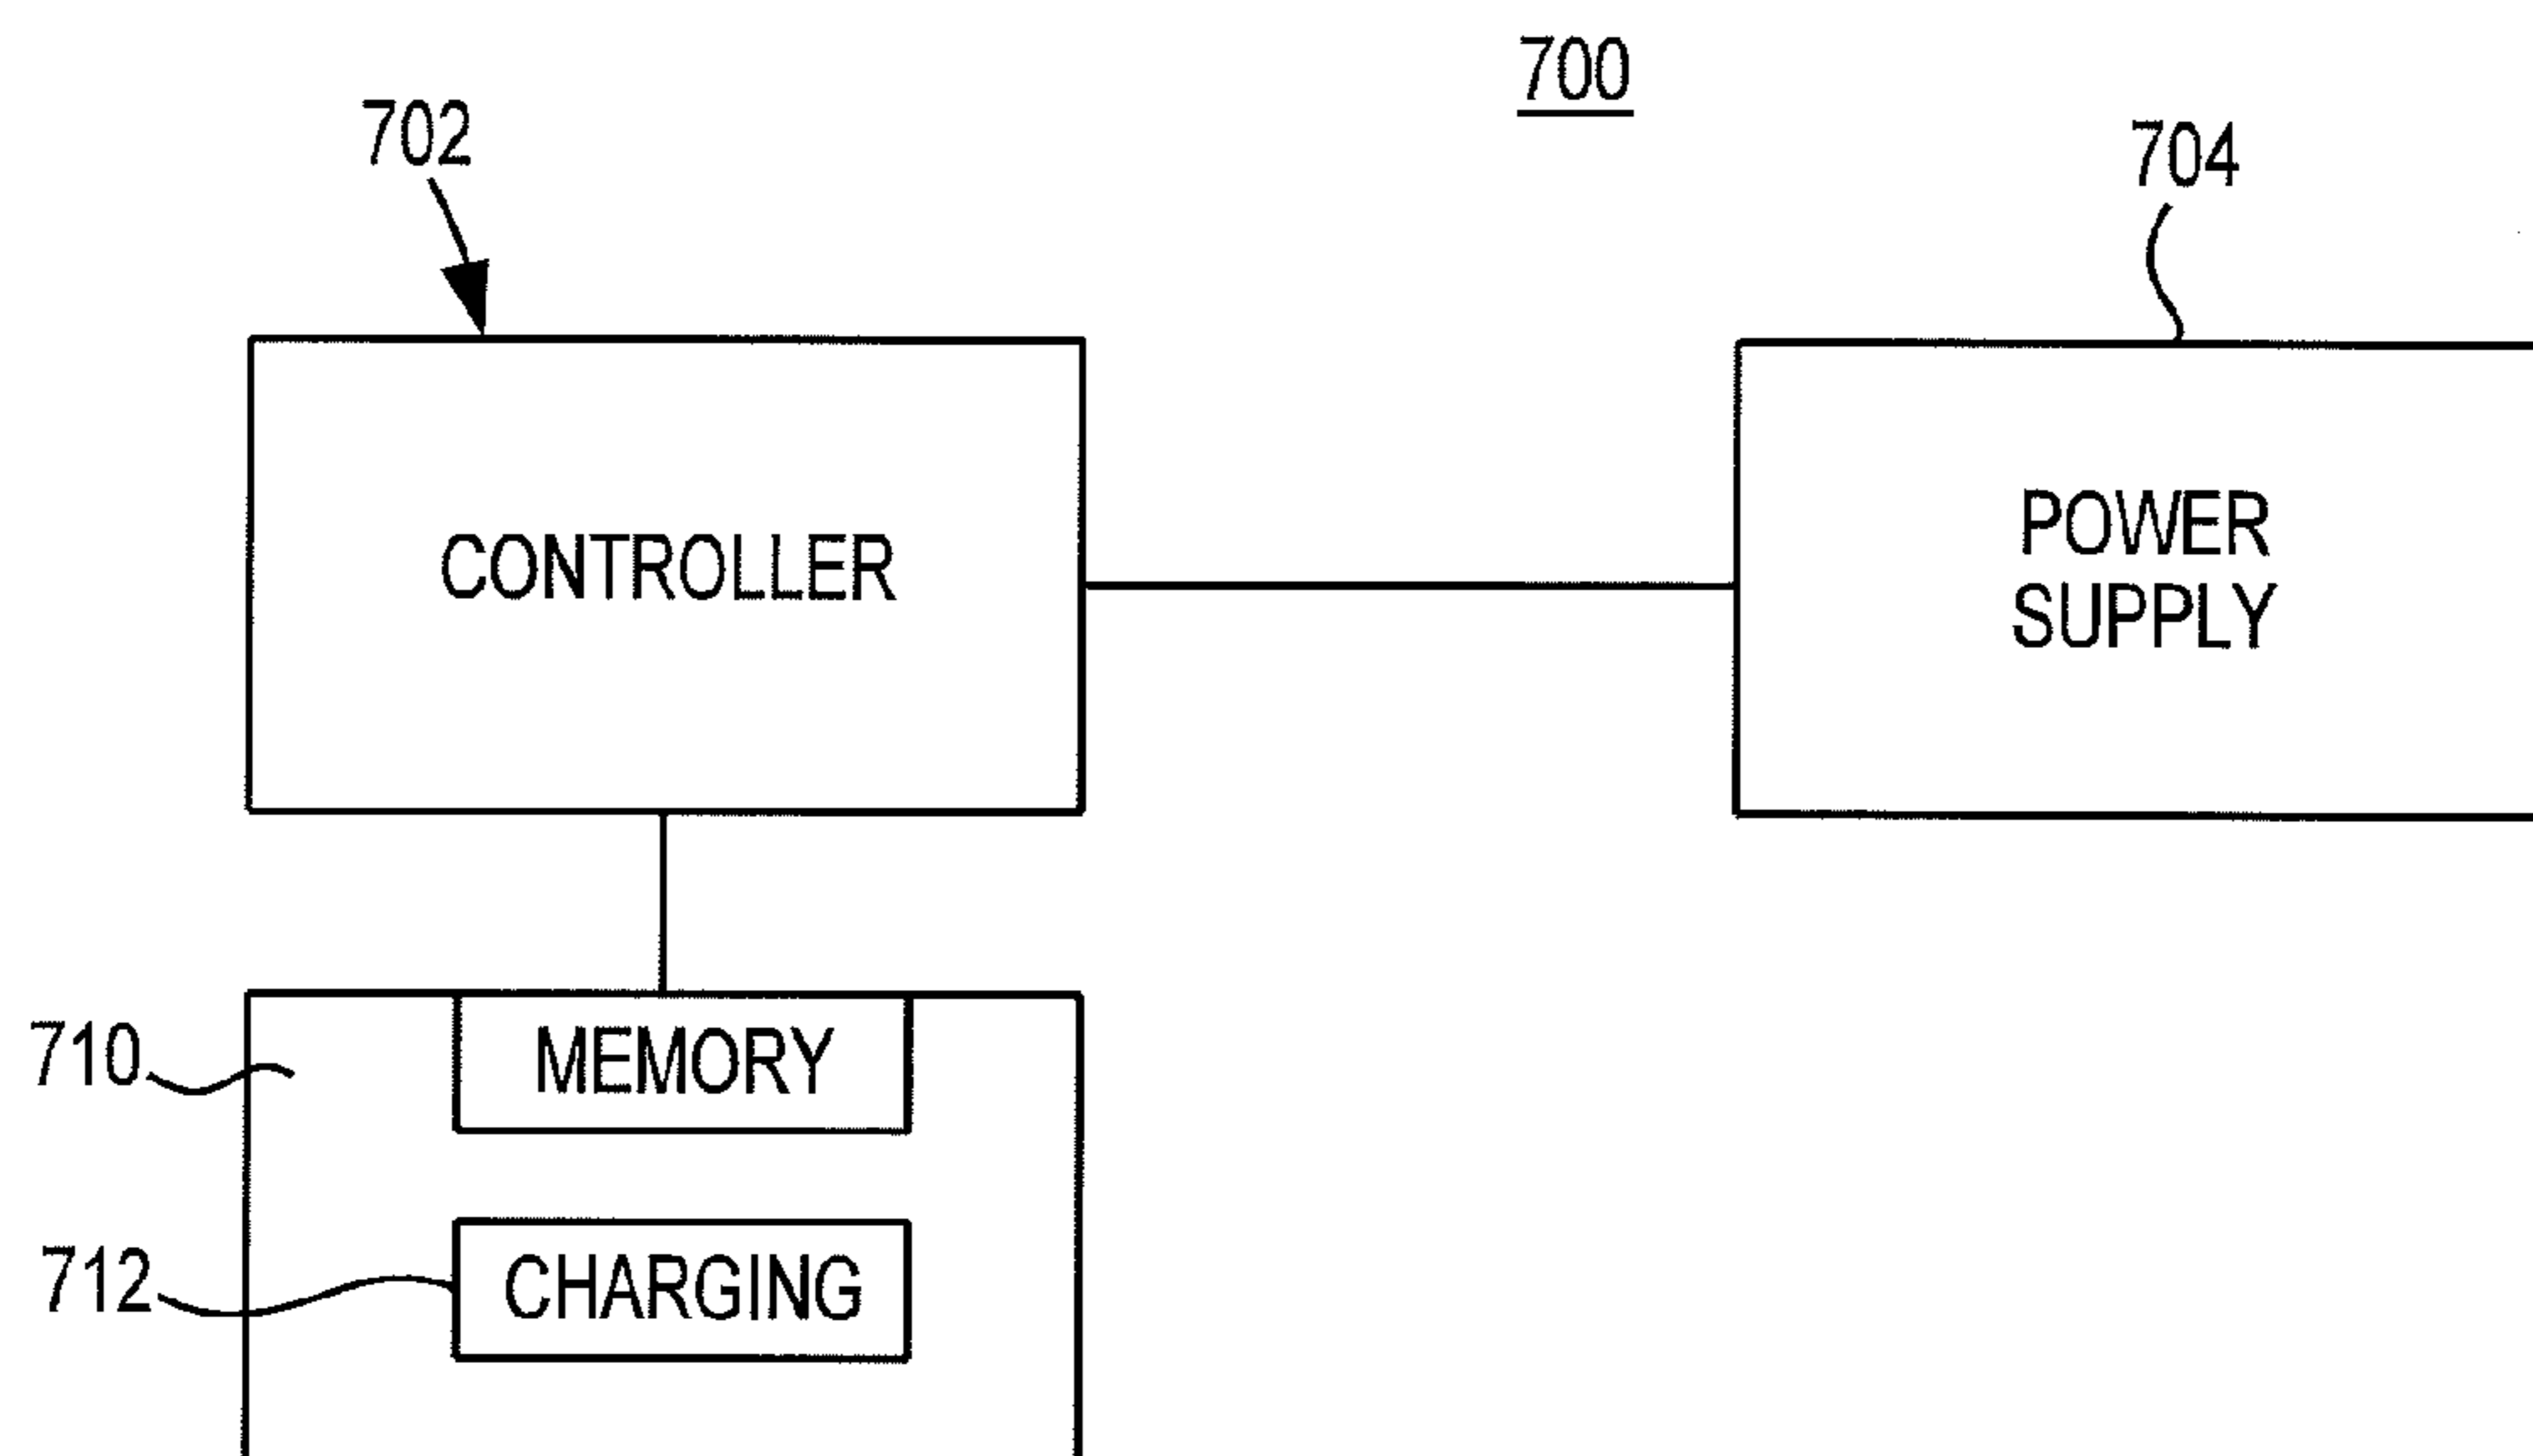 700
702
704
CONTROLLER
POWER
SUPPLY
710
MEMORY
712
CHARGING